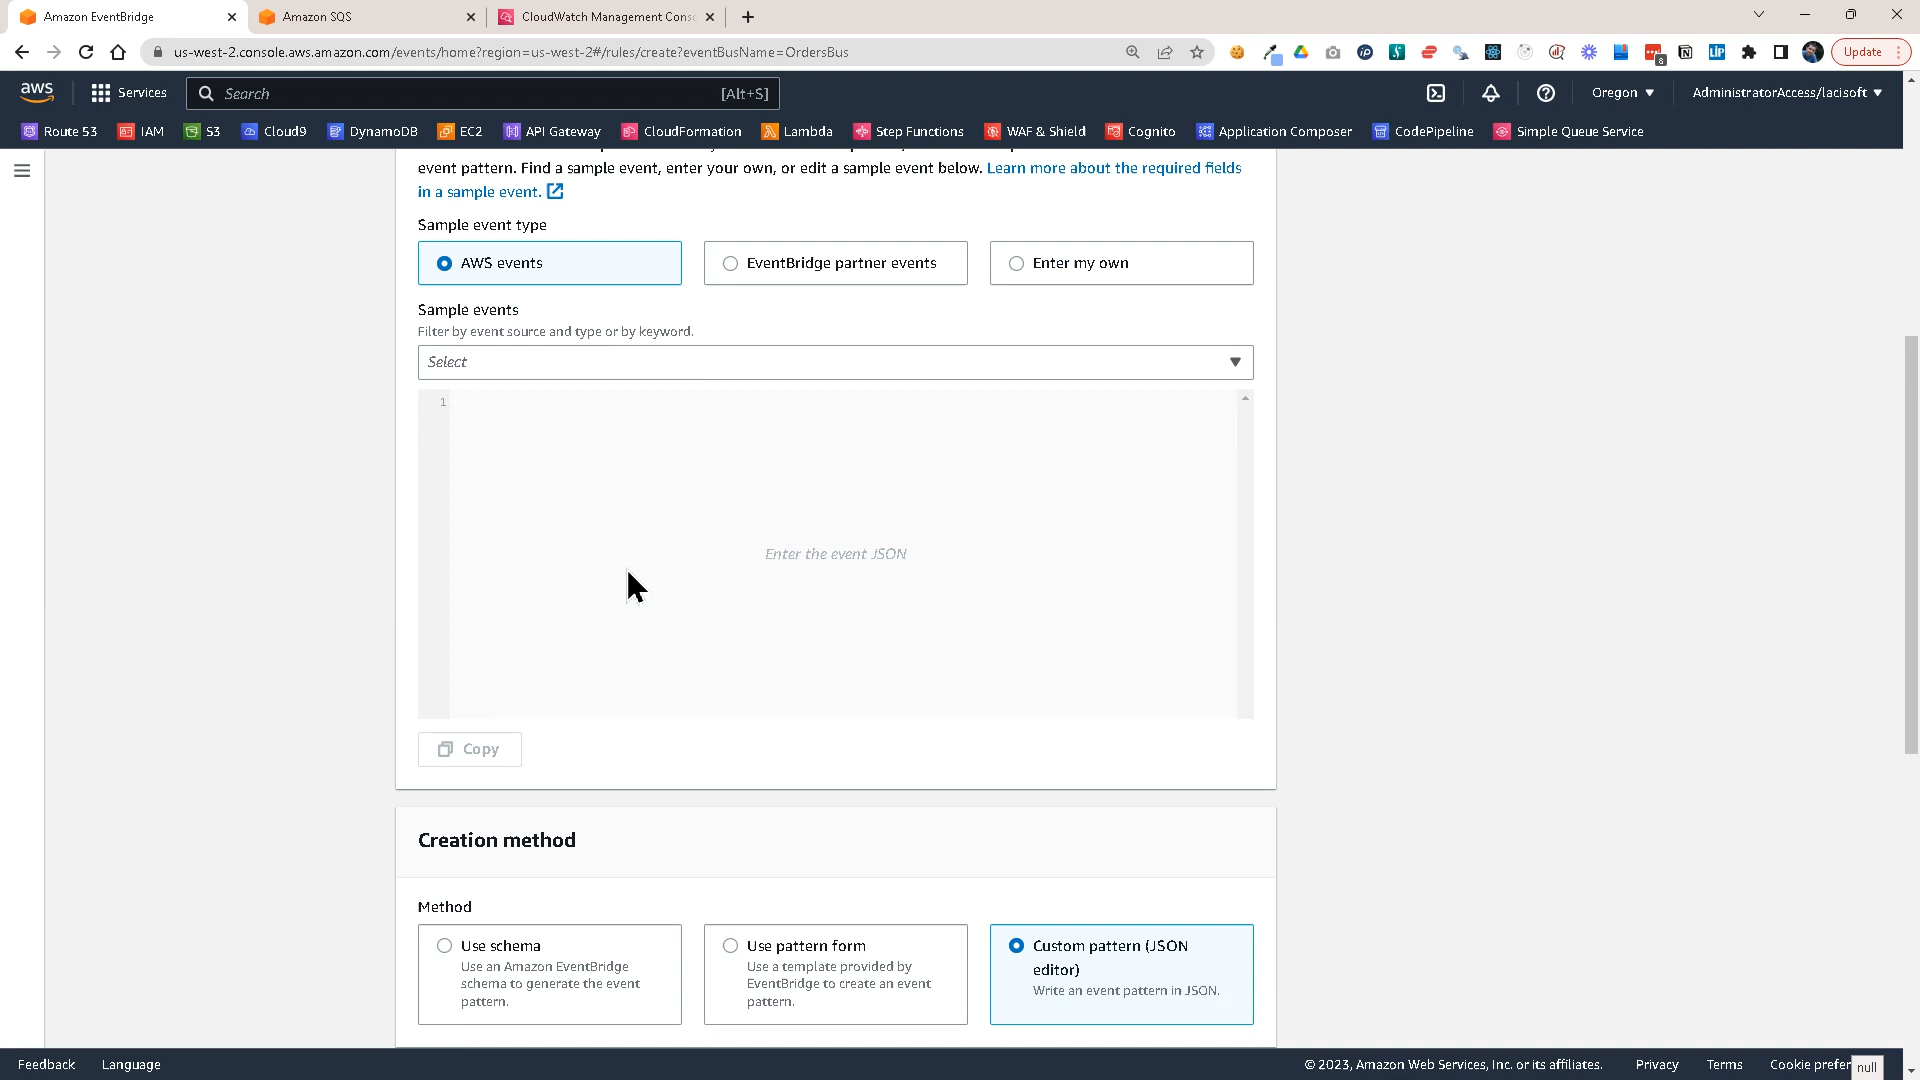 Amazon EventBridge
Amazon SQS
CloudWatch Management Cons
us-west-2.console.aws.amazon.com/events/home?region=us-west-2#/rules/create?eventBusName=OrdersBus
8
Update
aws
Services
Search
[Alt+S]
Oregon
AdministratorAccess/lacisoft
Route 53
IAM
S3
Cloud9
DynamoDB
EC2
API Gateway
CloudFormation
Lambda
Step Functions
WAF & Shield
Cognito
Application Composer
CodePipeline
Simple Queue Service
event pattern. Find a sample event, enter your own, or edit a sample event below. Learn more about the required fields
in a sample event.
Sample event type
AWS events
EventBridge partner events
Enter my own
Sample events
Filter by event source and type or by keyword.
Select
1
Enter the event JSON
Copy
Creation method
Method
Use schema
Use an Amazon EventBridge
schema to generate the event
pattern.
Use pattern form
Use a template provided by
EventBridge to create an event
pattern.
Custom pattern (JSON
editor)
Write an event pattern in JSON.
Feedback
Language
© 2023, Amazon Web Services, Inc. or its affiliates.
Privacy
Terms
Cookie prefer
null